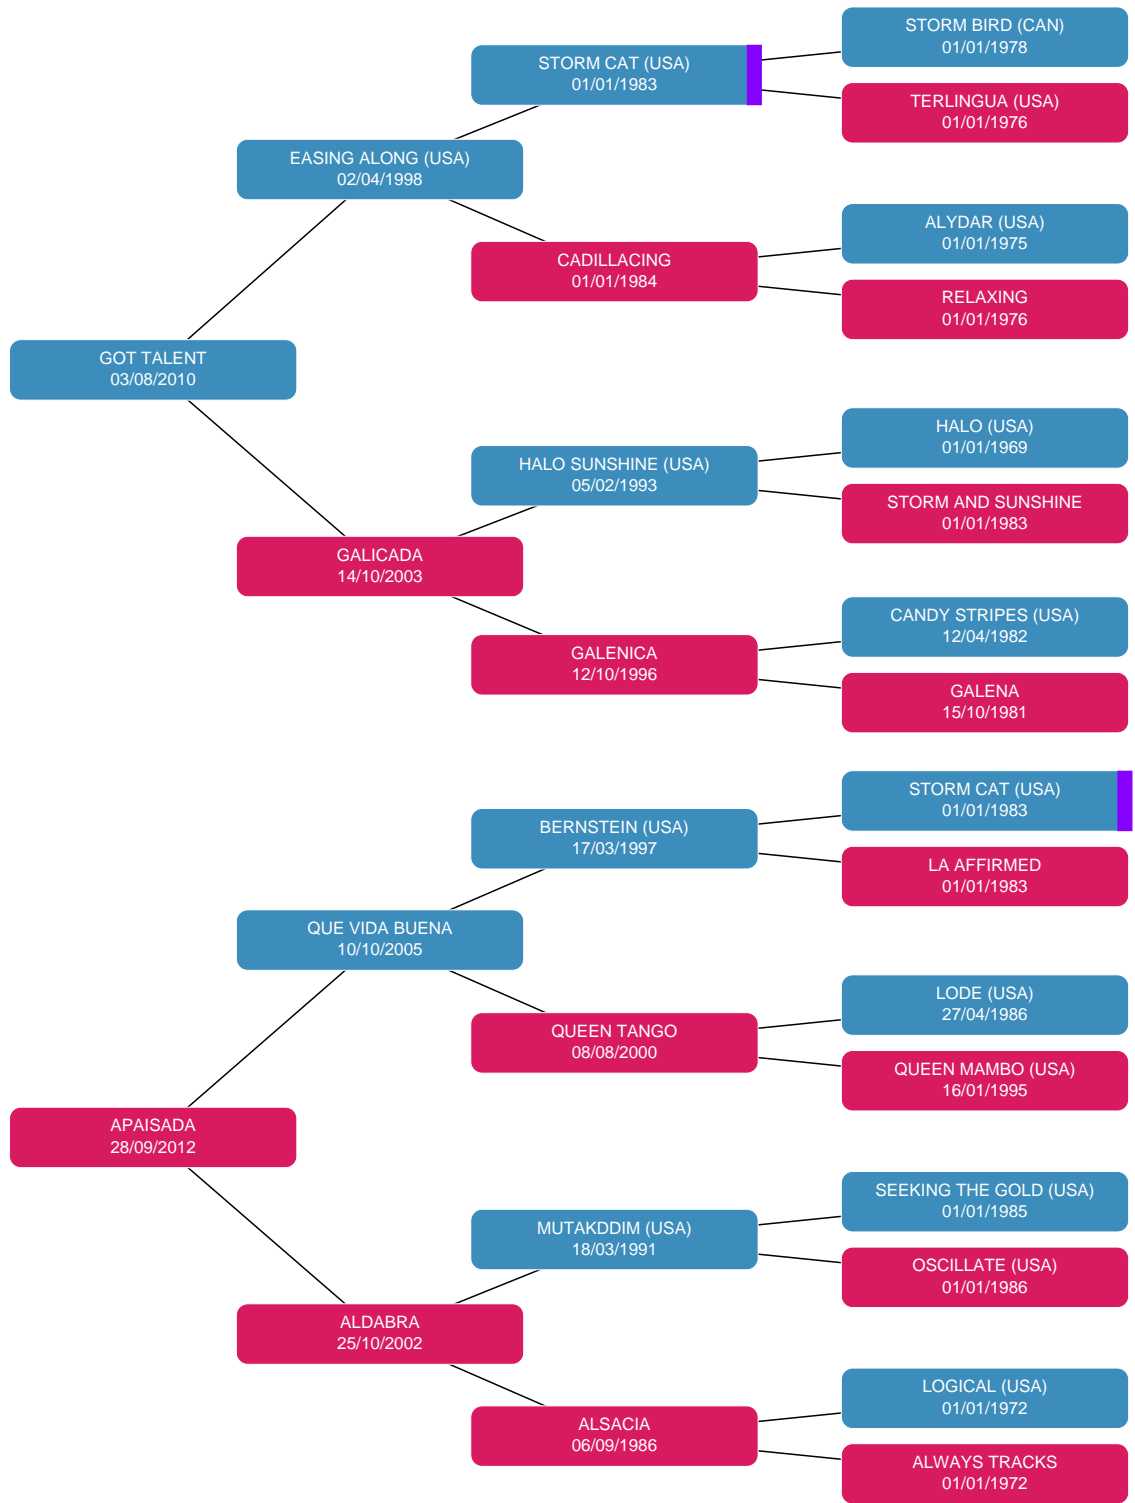 STORM BIRD (CAN)
01/01/1978
STORM CAT (USA)
01/01/1983
TERLINGUA (USA)
01/01/1976
EASING ALONG (USA)
02/04/1998
ALYDAR (USA)
01/01/1975
CADILLACING
01/01/1984
RELAXING
01/01/1976
GOT TALENT
03/08/2010
HALO (USA)
01/01/1969
HALO SUNSHINE (USA)
05/02/1993
STORM AND SUNSHINE
01/01/1983
GALICADA
14/10/2003
CANDY STRIPES (USA)
12/04/1982
GALENICA
12/10/1996
GALENA
15/10/1981
STORM CAT (USA)
01/01/1983
BERNSTEIN (USA)
17/03/1997
LA AFFIRMED
01/01/1983
QUE VIDA BUENA
10/10/2005
LODE (USA)
27/04/1986
QUEEN TANGO
08/08/2000
QUEEN MAMBO (USA)
16/01/1995
APAISADA
28/09/2012
SEEKING THE GOLD (USA)
01/01/1985
MUTAKDDIM (USA)
18/03/1991
OSCILLATE (USA)
01/01/1986
ALDABRA
25/10/2002
LOGICAL (USA)
01/01/1972
ALSACIA
06/09/1986
ALWAYS TRACKS
01/01/1972